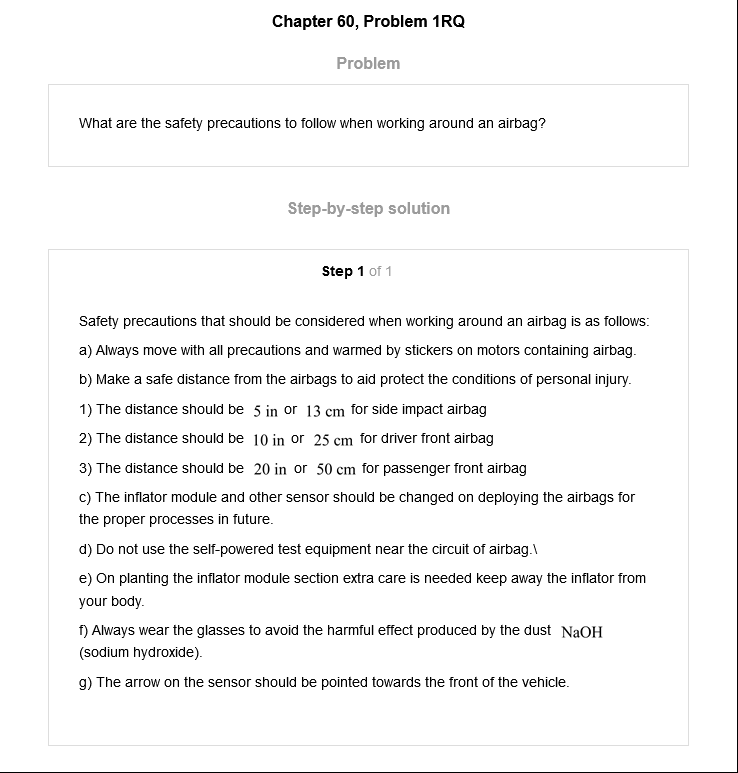 Chapter 60, Problem 1RQ
Problem
What are the safety precautions to follow when working around an airbag?
Step-by-step solution
Step 1 of 1
Safety precautions that should be considered when working around an airbag is as follows:
a) Always move with all precautions and warmed by stickers on motors containing airbag.
b) Make a safe distance from the airbags to aid protect the conditions of personal injury.
1) The distance should be 5 in or 13 cm for side impact airbag
2) The distance should be 10 in or 25 cm for driver front airbag
3) The distance should be 20 in or 50 cm for passenger front airbag
c) The inflator module and other sensor should be changed on deploying the airbags for
the proper processes in future.
d) Do not use the self-powered test equipment near the circuit of airbag.\
e) On planting the inflator module section extra care is needed keep away the inflator from
your body.
f) Always wear the glasses to avoid the harmful effect produced by the dust NaOH
(sodium hydroxide).
g) The arrow on the sensor should be pointed towards the front of the vehicle.